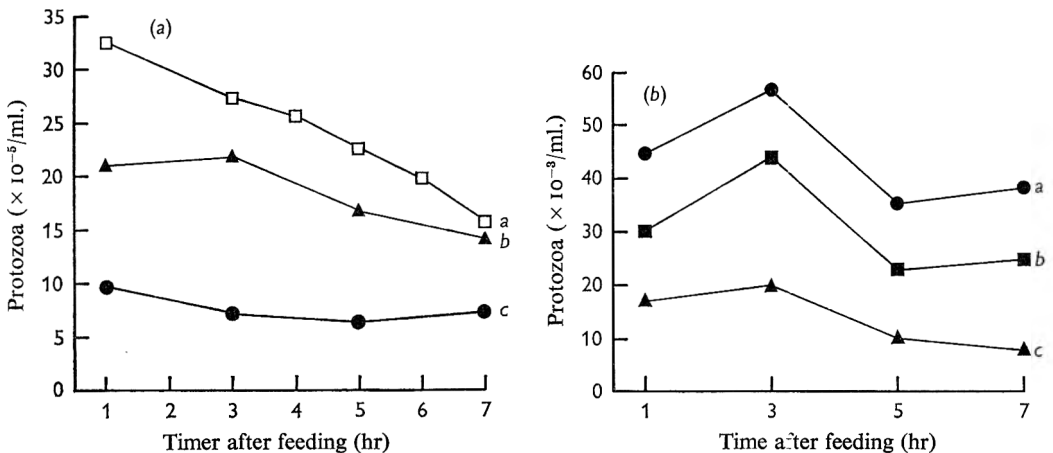 (a)
35
30
25
20
15
10
5
0
Protozoa (× 10⁻⁵/ml.)
a
b
c
1 2 3 4 5 6 7
Timer after feeding (hr)
(b)
60
50
40
30
20
10
0
Protozoa (× 10⁻³/ml.)
a
b
c
1 3 5 7
Time after feeding (hr)